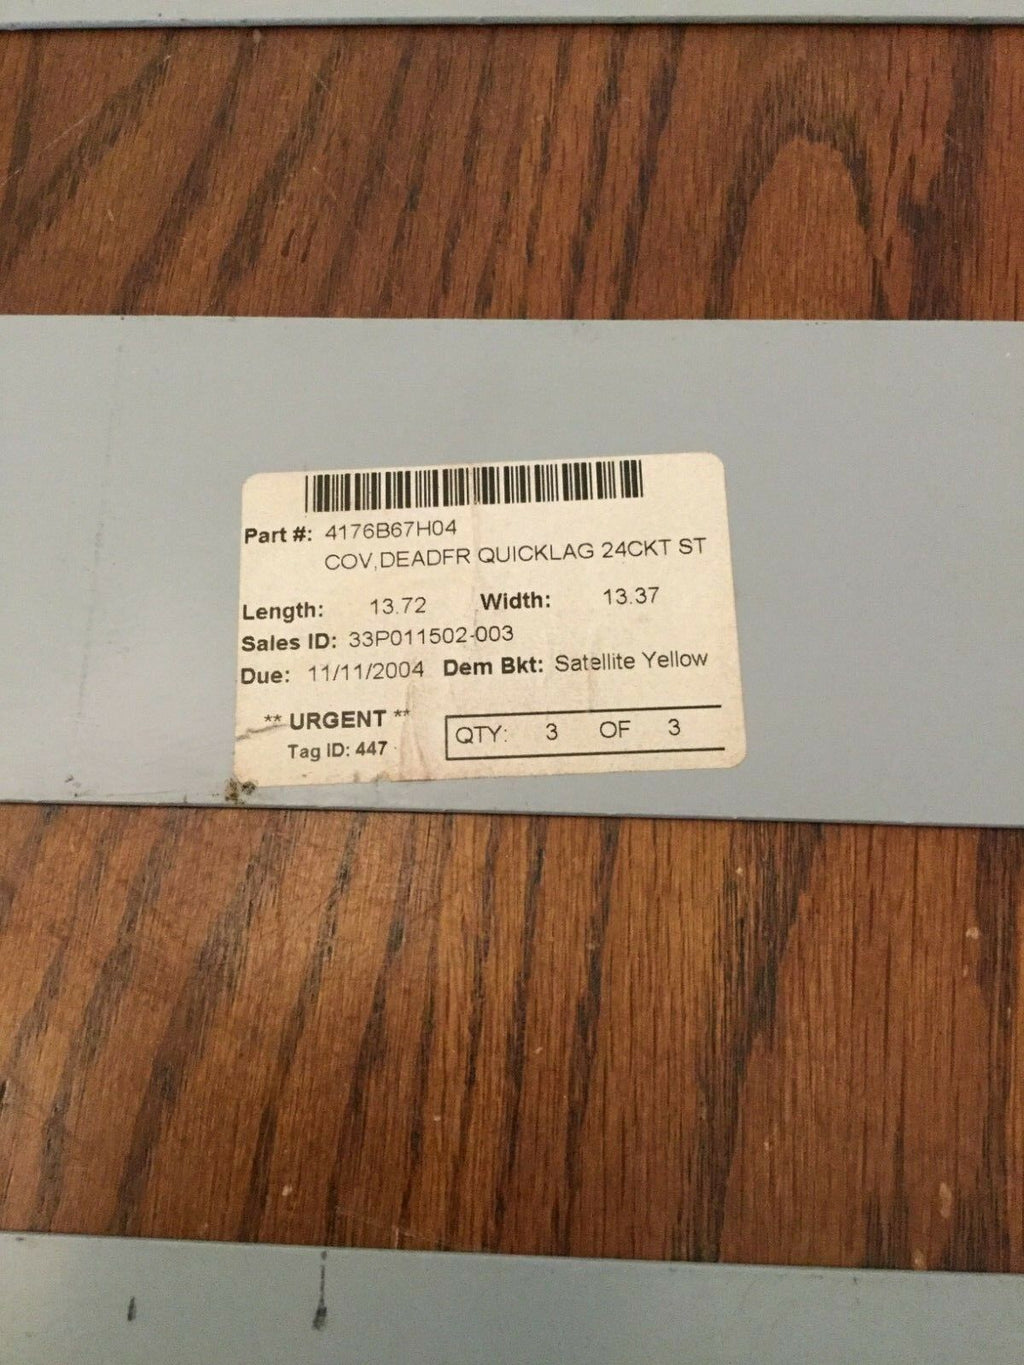 Part #: 4176B67H04
COV,DEADFR QUICKLAG 24CKT ST
Length: 13.72 Width: 13.37
Sales ID: 33P011502-003
Due: 11/11/2004 Dem Bkt: Satellite Yellow
** URGENT **
Tag ID: 447
QTY: 3 OF 3